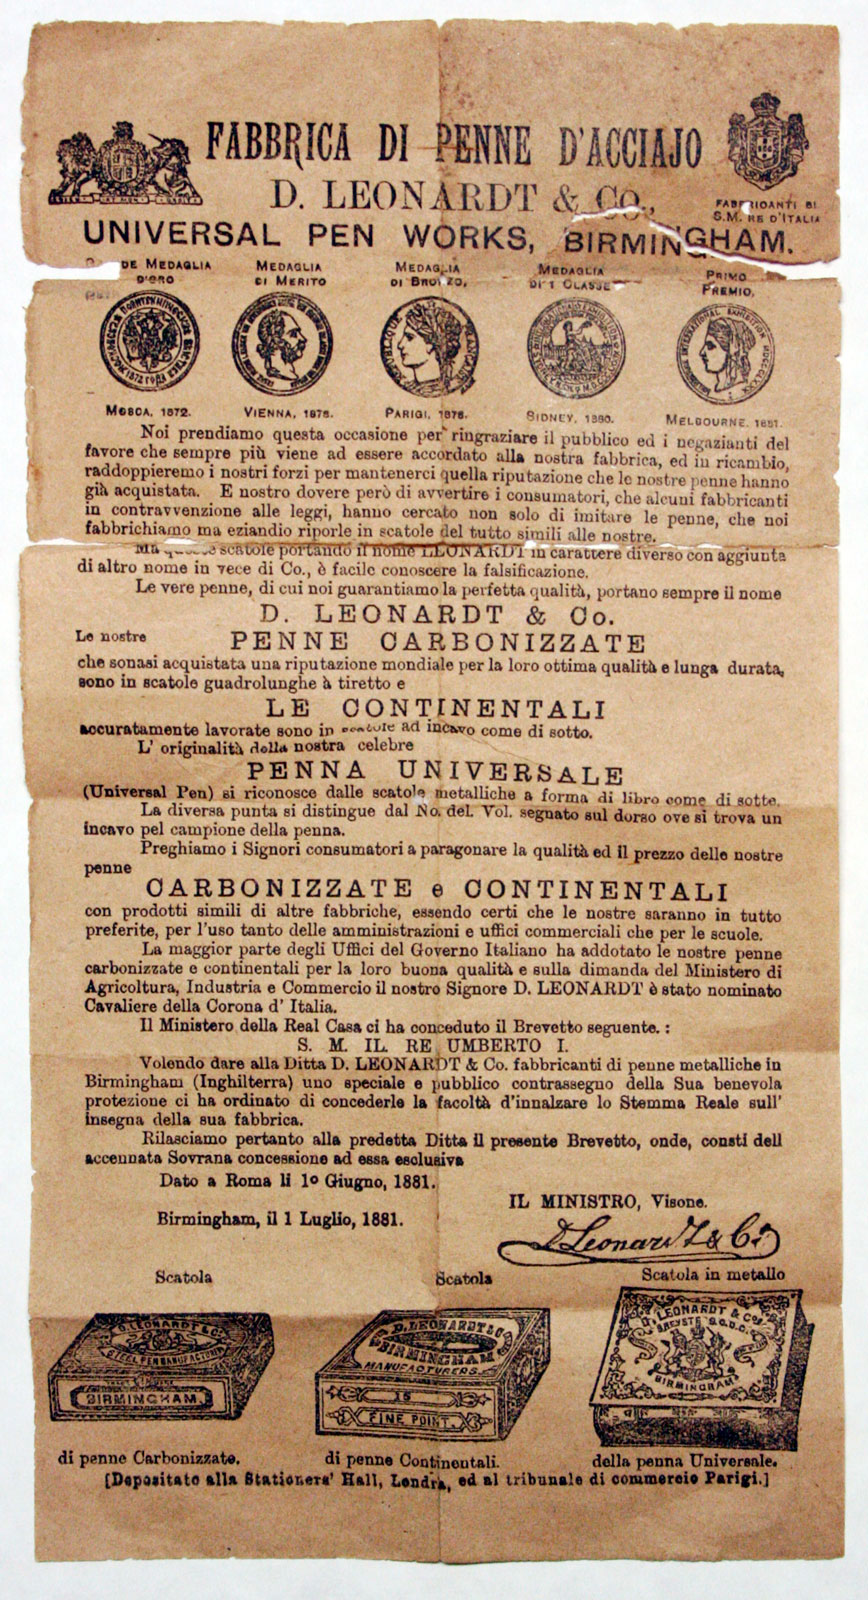 FABBRICA DI PENNE D'ACCIAJO
D. LEONARDT & CO.,
FABBRICANTI DI
S.M. RE D'ITALIA
UNIVERSAL PEN WORKS, BIRMINGHAM.
DE MEDAGLIA
D'ORO
MEDAGLIA
DI MERITO
MEDAGLIA
DI BRONZO,
MEDAGLIA
DI 1 CLASSE
PRIMO
PREMIO,
MOSCA, 1872.
VIENNA, 1873.
PARIGI, 1878.
SIDNEY, 1880.
MELBOURNE, 1881.
Noi prendiamo questa occasione per ringraziare il pubblico ed i negazianti del
favore che sempre più viene ad essere accordato alla nostra fabbrica, ed in ricambio,
raddoppieremo i nostri forzi per mantenerci quella riputazione che le nostre penne hanno
già acquistata. E nostro dovere però di avvertire i consumatori, che alcuni fabbricanti
in contravvenzione alle leggi, hanno cercato non solo di imitare le penne, che noi
fabbrichiamo ma eziandio riporle in scatole del tutto simili alle nostre.
Ma queste scatole portando il nome LEONARDT in carattere diverso con aggiunta
di altro nome in vece di Co., è facile conoscere la falsificazione.
Le vere penne, di cui noi guarantiamo la perfetta qualità, portano sempre il nome
D. LEONARDT & Co.
Le nostre PENNE CARBONIZZATE
che sonasi acquistata una riputazione mondiale per la loro ottima qualità e lunga durata,
sono in scatole guadrolunghe à tiretto e
LE CONTINENTALI
accuratamente lavorate sono in scatole ad incavo come di sotto.
L' originalità della nostra celebre
PENNA UNIVERSALE
(Universal Pen) si riconosce dalle scatole metalliche a forma di libro come di sotte.
La diversa punta si distingue dal No. del. Vol. segnato sul dorso ove si trova un
incavo pel campione della penna.
Preghiamo i Signori consumatori a paragonare la qualità ed il prezzo delle nostre
penne
CARBONIZZATE e CONTINENTALI
con prodotti simili di altre fabbriche, essendo certi che le nostre saranno in tutto
preferite, per l'uso tanto delle amministrazioni e uffici commerciali che per le scuole.
La maggior parte degli Uffici del Governo Italiano ha addotato le nostre penne
carbonizzate e continentali per la loro buona qualità e sulla dimanda del Ministero di
Agricoltura, Industria e Commercio il nostro Signore D. LEONARDT è stato nominato
Cavaliere della Corona d' Italia.
Il Ministero della Real Casa ci ha conceduto il Brevetto seguente. :
S. M. IL. RE UMBERTO I.
Volendo dare alla Ditta D. LEONARDT & Co. fabbricanti di penne metalliche in
Birmingham (Inghilterra) uno speciale e pubblico contrassegno della Sua benevola
protezione ci ha ordinato di concederle la facoltà d'innalzare lo Stemma Reale sull'
insegna della sua fabbrica.
Rilasciamo pertanto alla predetta Ditta il presente Brevetto, onde, consti dell
accennata Sovrana concessione ad essa esclusiva
Dato a Roma li 1o Giugno, 1881.
IL MINISTRO, Visone.
Birmingham, il 1 Luglio, 1881.
D Leonardt & Co.
Scatola
Scatola
Scatola in metallo
D. LEONARDT & Co
STEEL PEN MANUFACTURERS
BIRMINGHAM
D. LEONARDT & Co
BIRMINGHAM
MANUFACTURERS.
15
FINE POINT
D. LEONARDT & Co
BREVETÉ S.G.D.G.
BIRMINGHAM
di penne Carbonizzate.
di penne Continentali.
della penna Universale.
[Depositato alla Stationers' Hall, Londra, ed al tribunale di commercio Parigi.]